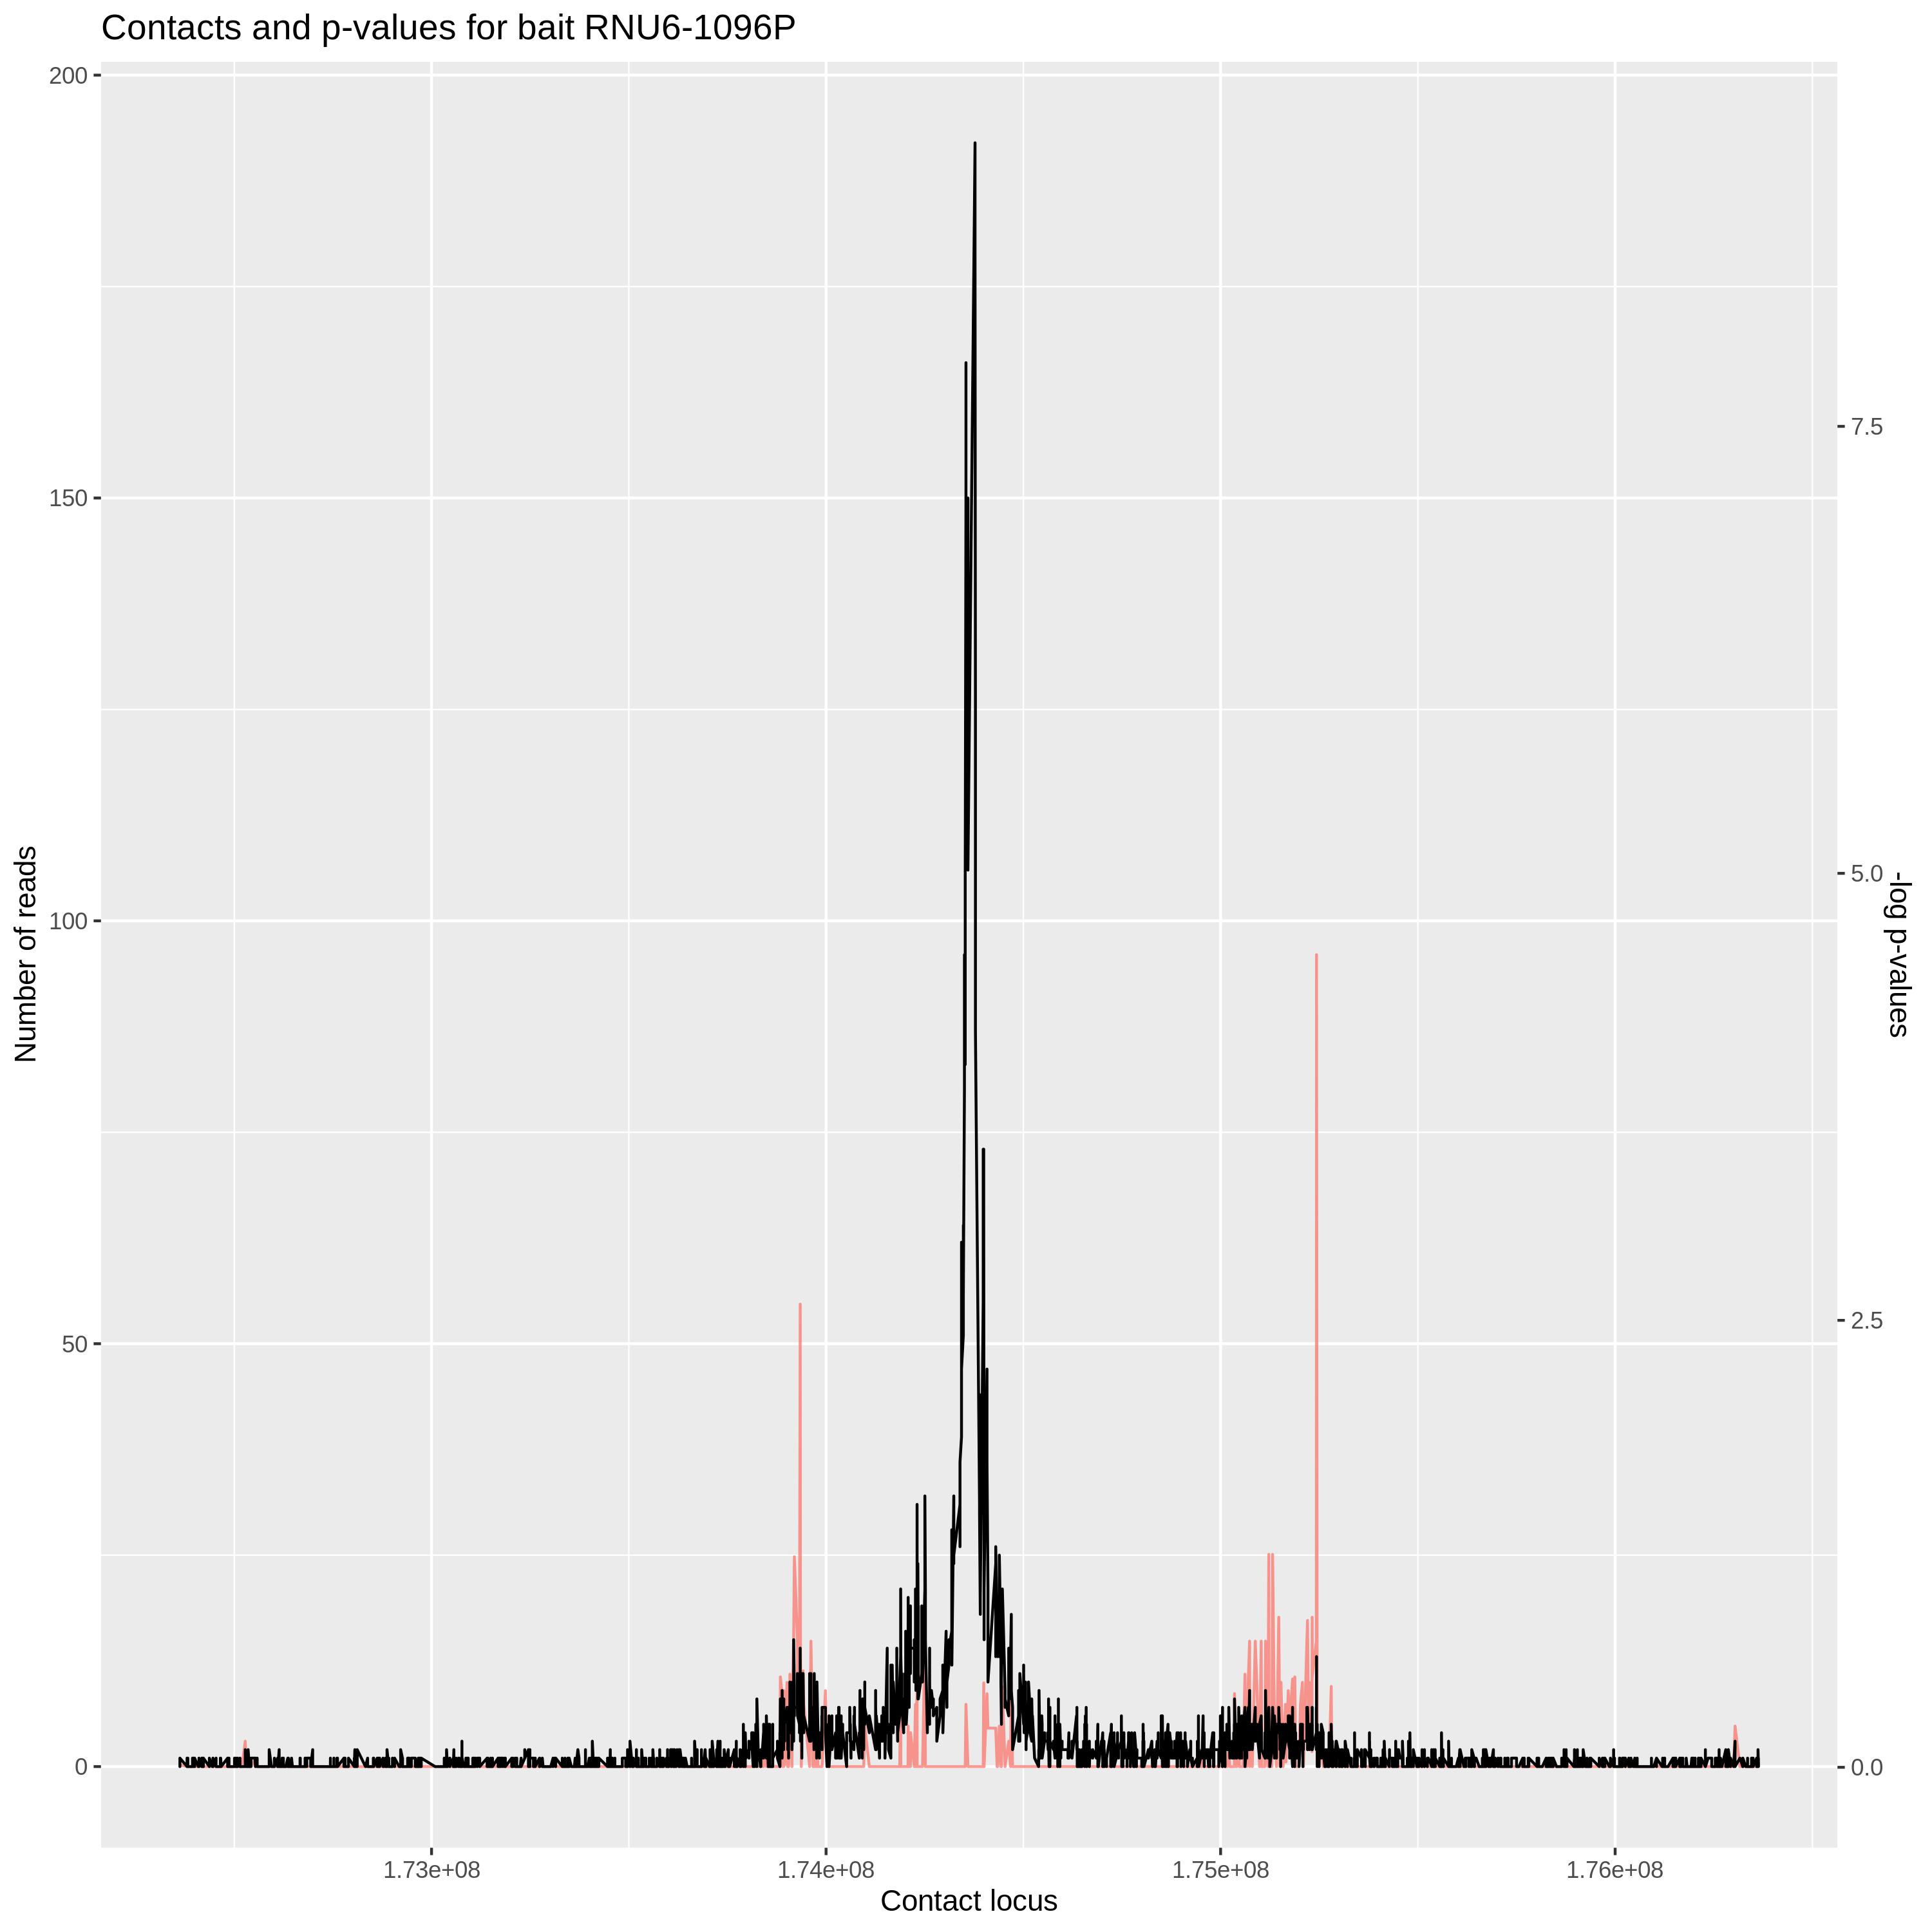 Contacts and p-values for bait RNU6-1096P
200
150
100
50
0
Number of reads
7.5
5.0
2.5
0.0
-log p-values
1.73e+08
1.74e+08
1.75e+08
1.76e+08
Contact locus